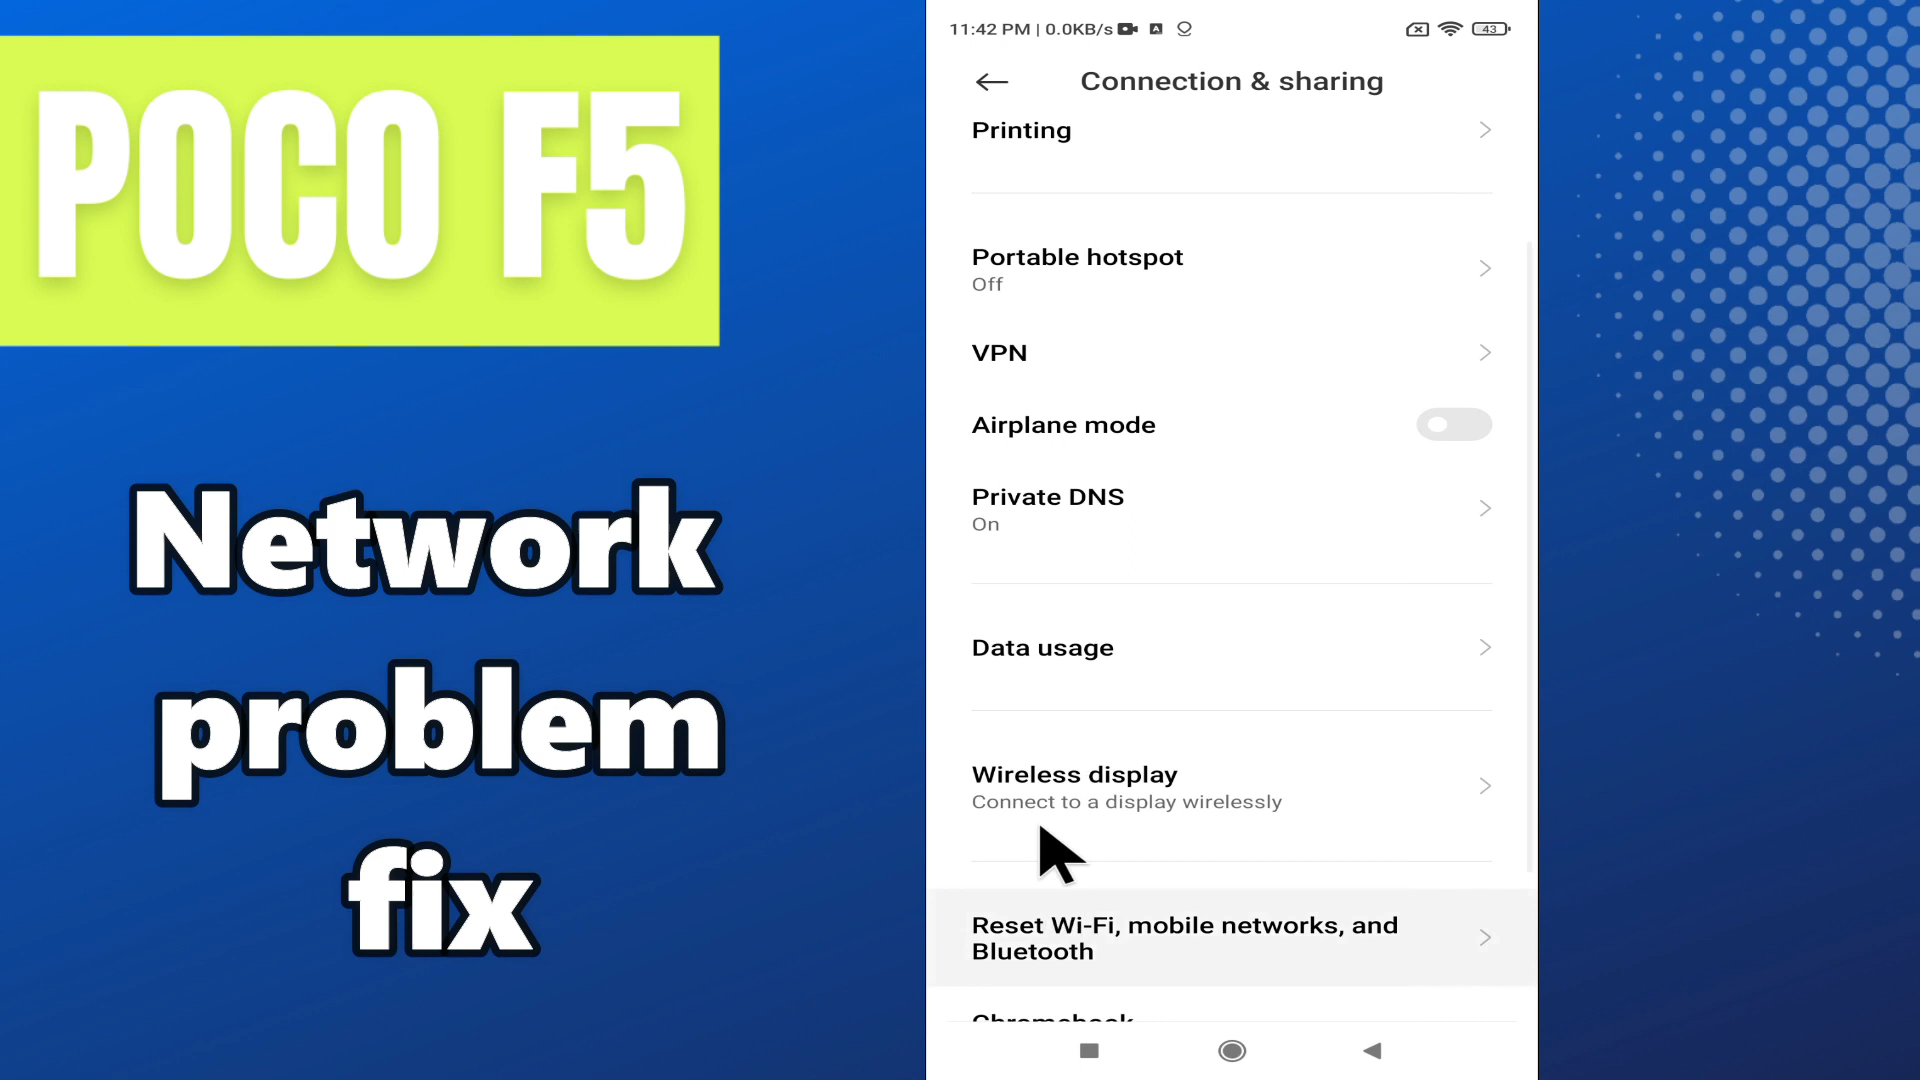 POCO F5
Network
problem
fix
11:42 PM | 0.0KB/s
A
43
Connection & sharing
Printing
Portable hotspot
Off
VPN
Airplane mode
Private DNS
On
Data usage
Wireless display
Connect to a display wirelessly
Reset Wi-Fi, mobile networks, and
Bluetooth
Chromebook